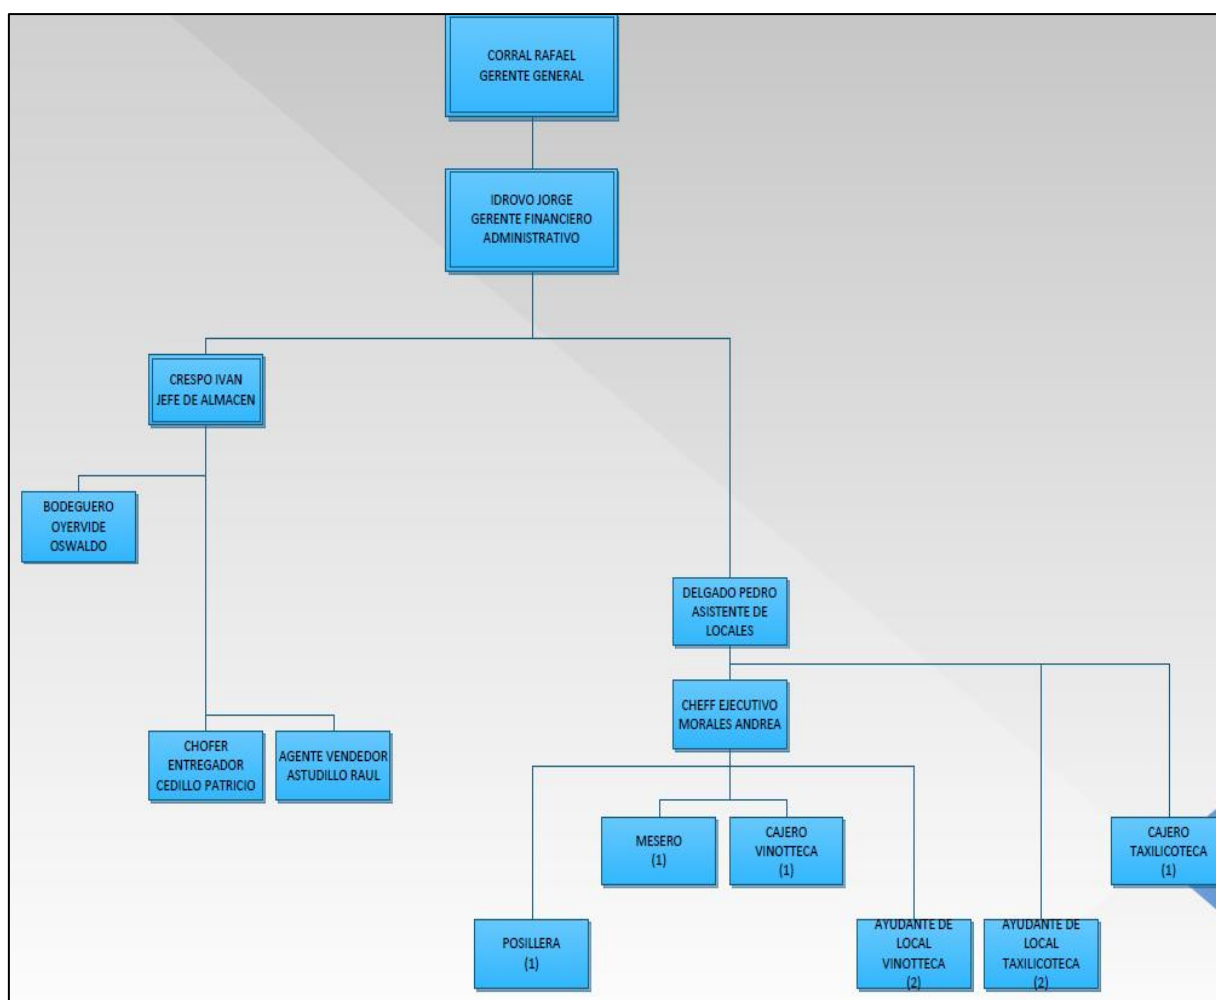 CORRAL RAFAEL
GERENTE GENERAL
IDROVO JORGE
GERENTE FINANCIERO
ADMINISTRATIVO
CRESPO IVAN
JEFE DE ALMACEN
BODEGUERO
OYERVIDE
OSWALDO
DELGADO PEDRO
ASISTENTE DE
LOCALES
CHEFF EJECUTIVO
MORALES ANDREA
CHOFER
ENTREGADOR
CEDILLO PATRICIO
AGENTE VENDEDOR
ASTUDILLO RAUL
MESERO
(1)
CAJERO
VINOTTECA
(1)
CAJERO
TAXILICOTECA
(1)
POSILLERA
(1)
AYUDANTE DE
LOCAL
VINOTTECA
(2)
AYUDANTE DE
LOCAL
TAXILICOTECA
(2)